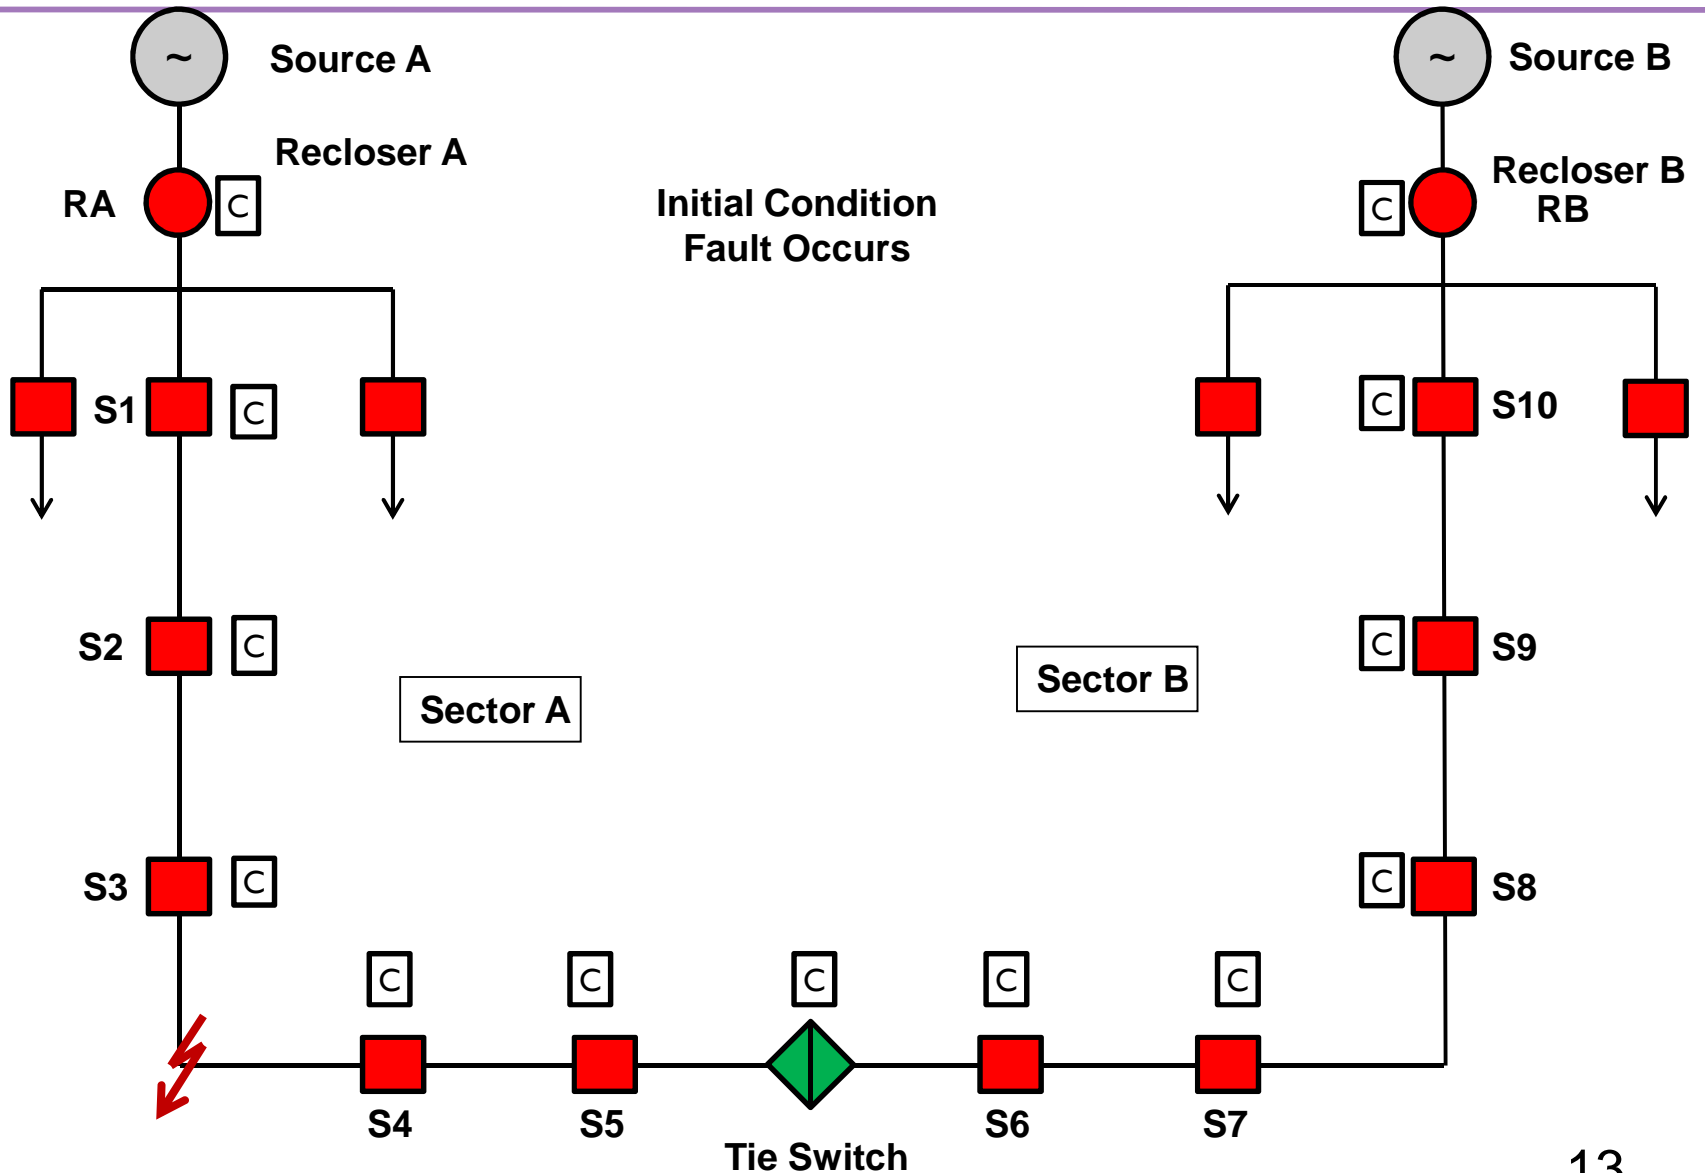 ~
Source A
~
Source B
Recloser A
RA
C
Initial Condition
Fault Occurs
Recloser B
RB
C
S1
C
C
S10
S2
C
C
S9
Sector A
Sector B
S3
C
C
S8
C
C
C
C
C
S4
S5
S6
S7
Tie Switch
13